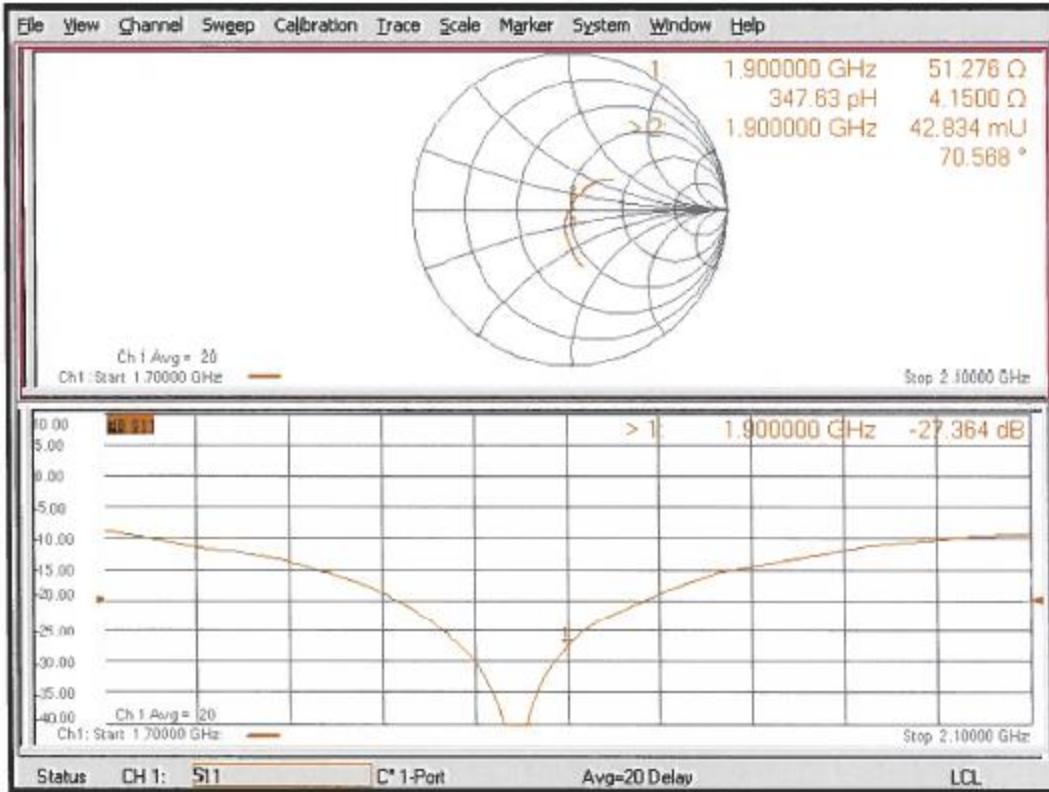 File View Channel Sweep Calibration Trace Scale Marker System Window Help
1 1.900000 GHz 51.276 Ω
347.63 pH 4.1500 Ω
> 2: 1.900000 GHz 42.834 mU
70.568 °
Ch 1 Avg = 20
Ch1: Start 1.70000 GHz
Stop 2.10000 GHz
10.00
dB S11
> 1: 1.900000 GHz -27.364 dB
5.00
0.00
-5.00
-10.00
-15.00
-20.00
-25.00
1
-30.00
-35.00
-40.00
Ch 1 Avg = 20
Ch1: Start 1.70000 GHz
Stop 2.10000 GHz
Status CH 1: S11 C* 1-Port Avg=20 Delay LCL